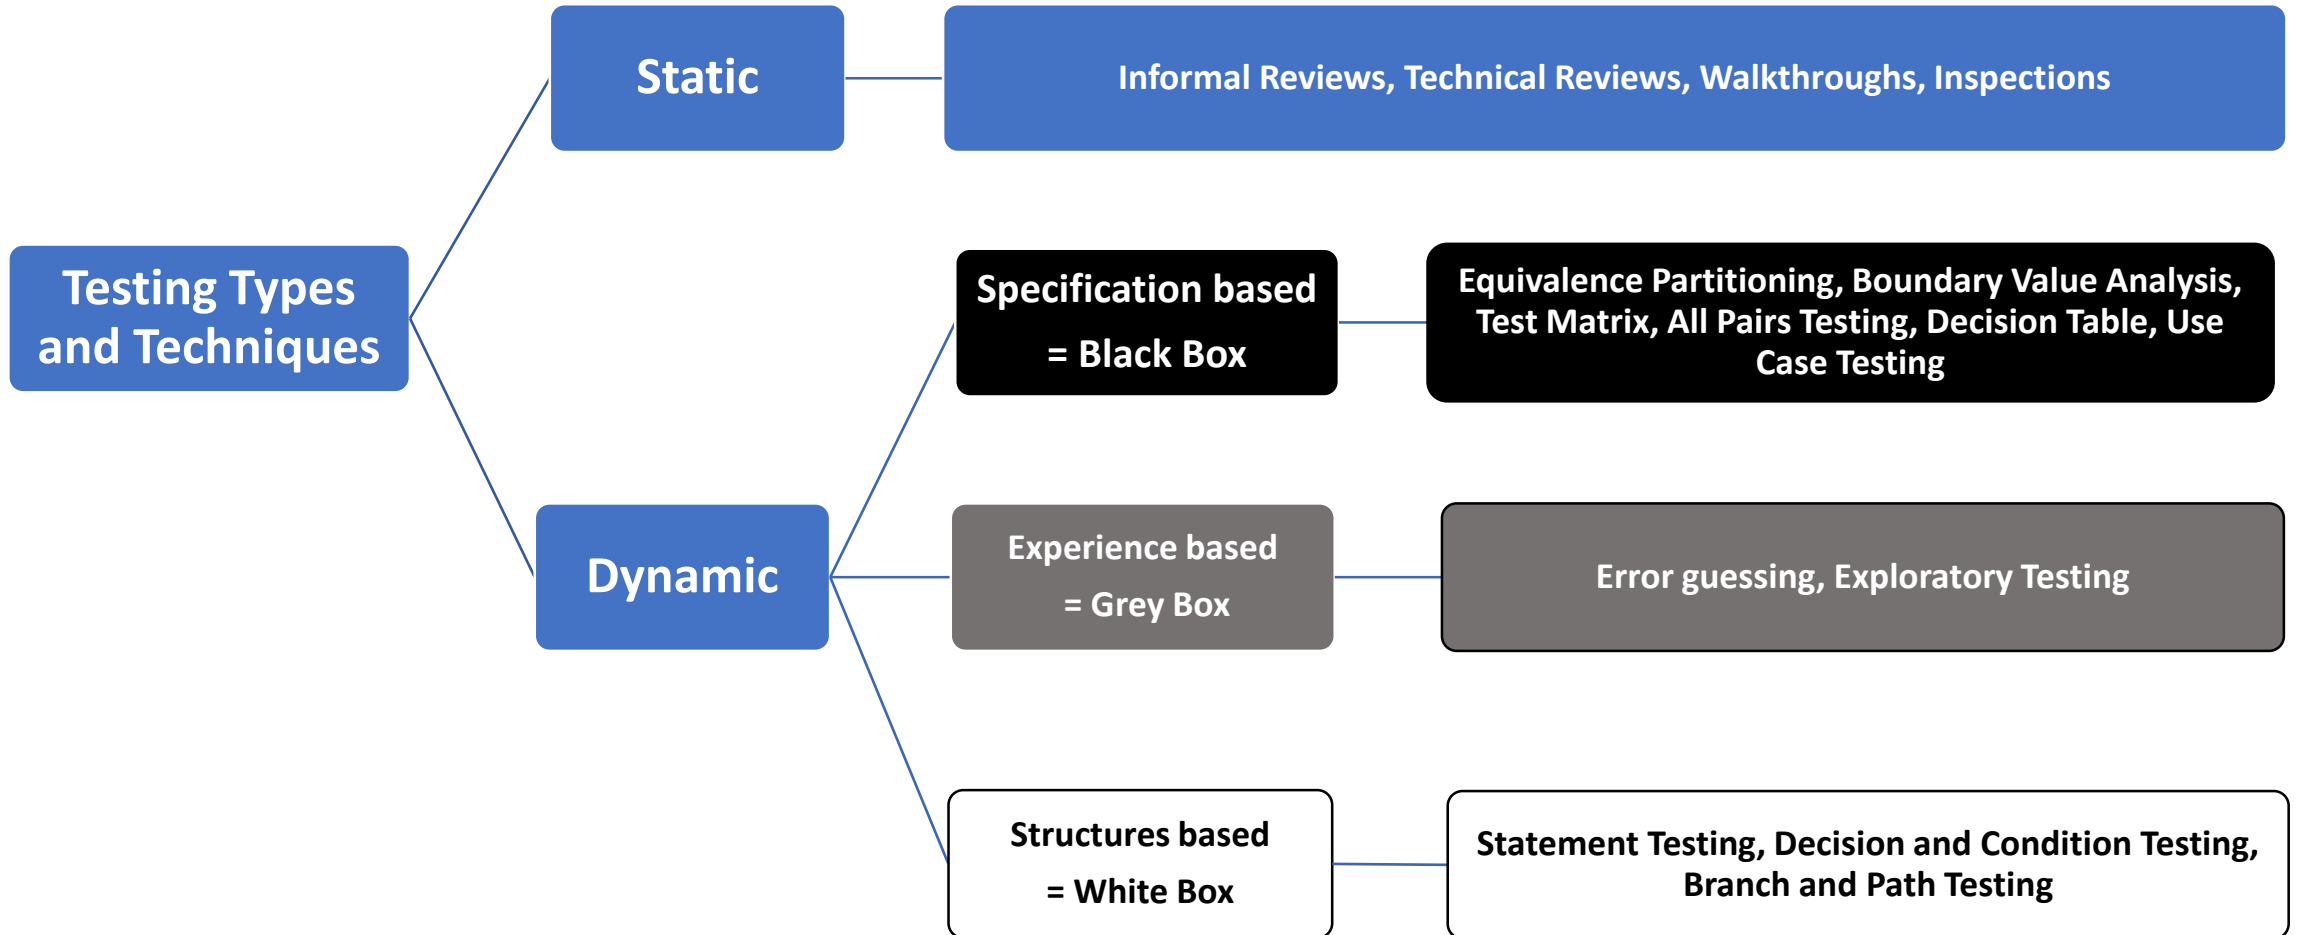 Static
Informal Reviews, Technical Reviews, Walkthroughs, Inspections
Testing Types
and Techniques
Specification based
= Black Box
Equivalence Partitioning, Boundary Value Analysis,
Test Matrix, All Pairs Testing, Decision Table, Use
Case Testing
Dynamic
Experience based
= Grey Box
Error guessing, Exploratory Testing
Structures based
= White Box
Statement Testing, Decision and Condition Testing,
Branch and Path Testing